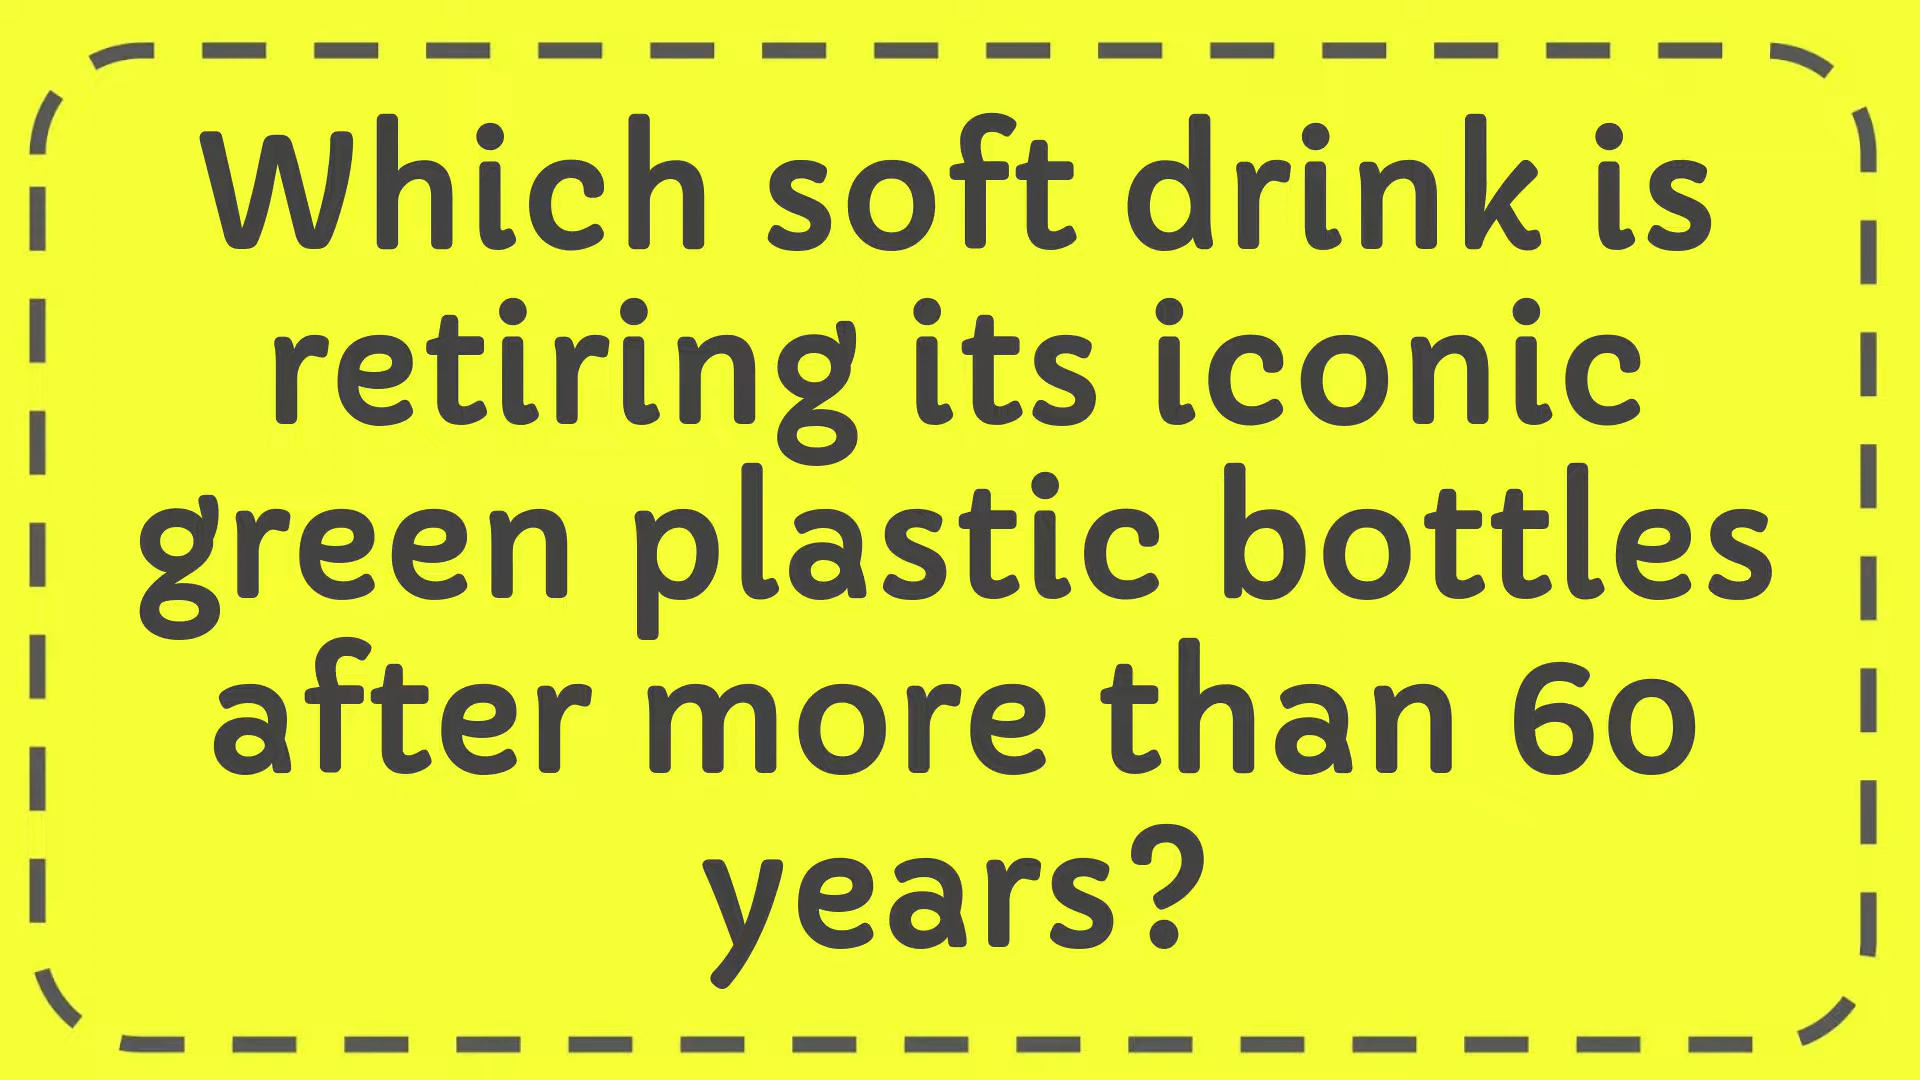 Which soft drink is
retiring its iconic
green plastic bottles
after more than 60
years?